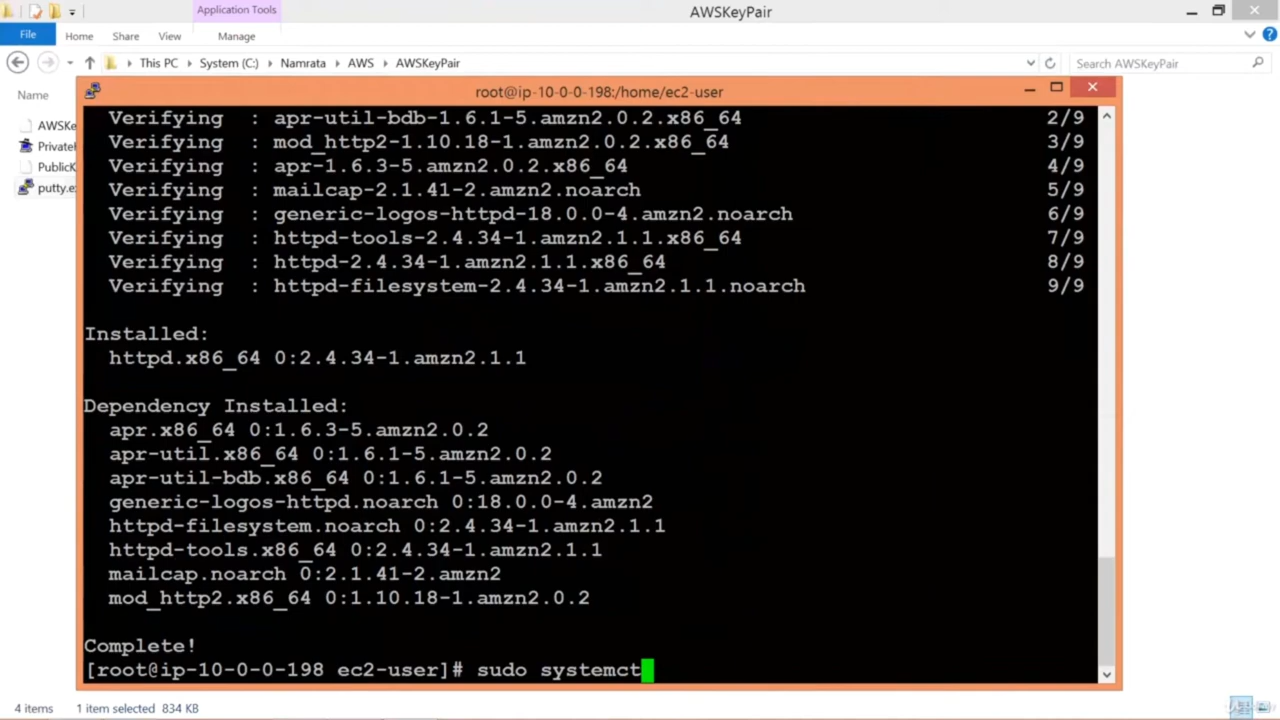 Application Tools
AWSKeyPair
File
Home
Share
View
Manage
This PC
System (C:)
Namrata
AWS
AWSKeyPair
Search AWSKeyPair
Name
AWSKe
PrivateK
PublicK
putty.e
root@ip-10-0-0-198:/home/ec2-user
Verifying : apr-util-bdb-1.6.1-5.amzn2.0.2.x86_64 2/9
Verifying : mod_http2-1.10.18-1.amzn2.0.2.x86_64 3/9
Verifying : apr-1.6.3-5.amzn2.0.2.x86_64 4/9
Verifying : mailcap-2.1.41-2.amzn2.noarch 5/9
Verifying : generic-logos-httpd-18.0.0-4.amzn2.noarch 6/9
Verifying : httpd-tools-2.4.34-1.amzn2.1.1.x86_64 7/9
Verifying : httpd-2.4.34-1.amzn2.1.1.x86_64 8/9
Verifying : httpd-filesystem-2.4.34-1.amzn2.1.1.noarch 9/9
Installed:
httpd.x86_64 0:2.4.34-1.amzn2.1.1
Dependency Installed:
apr.x86_64 0:1.6.3-5.amzn2.0.2
apr-util.x86_64 0:1.6.1-5.amzn2.0.2
apr-util-bdb.x86_64 0:1.6.1-5.amzn2.0.2
generic-logos-httpd.noarch 0:18.0.0-4.amzn2
httpd-filesystem.noarch 0:2.4.34-1.amzn2.1.1
httpd-tools.x86_64 0:2.4.34-1.amzn2.1.1
mailcap.noarch 0:2.1.41-2.amzn2
mod_http2.x86_64 0:1.10.18-1.amzn2.0.2
Complete!
[root@ip-10-0-0-198 ec2-user]# sudo systemct
4 items
1 item selected 834 KB